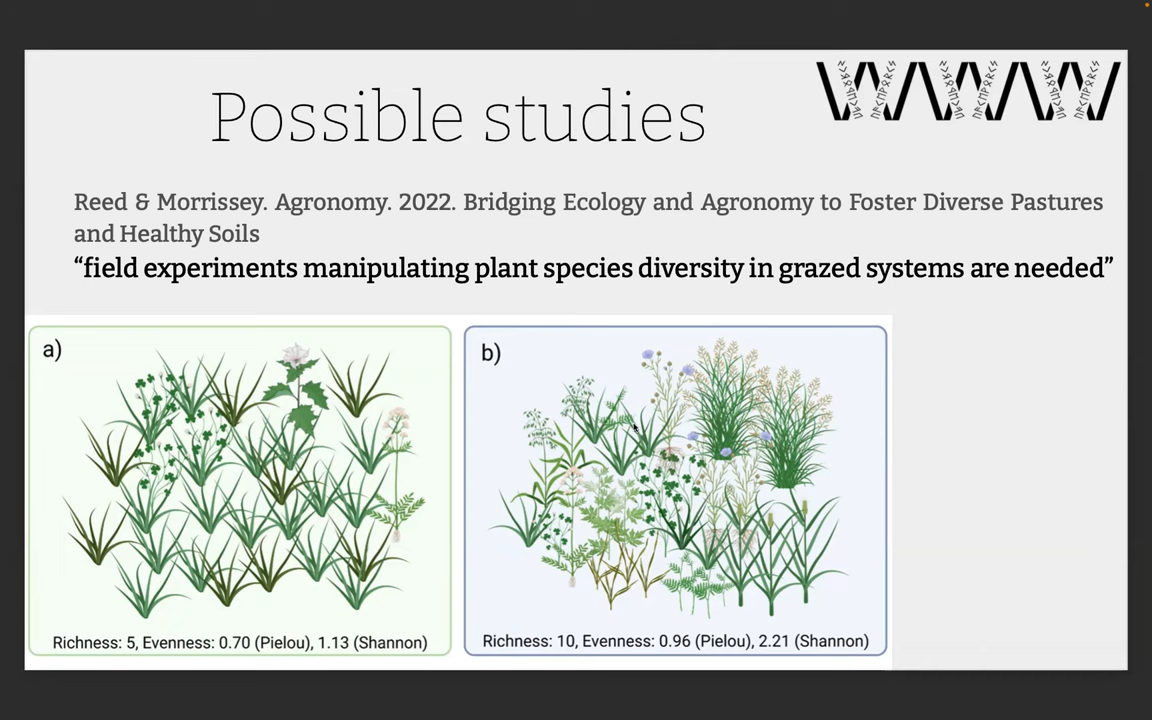 Possible studies
WWW
Reed & Morrissey. Agronomy. 2022. Bridging Ecology and Agronomy to Foster Diverse Pastures
and Healthy Soils
“field experiments manipulating plant species diversity in grazed systems are needed”
a)
b)
Richness: 5, Evenness: 0.70 (Pielou), 1.13 (Shannon)
Richness: 10, Evenness: 0.96 (Pielou), 2.21 (Shannon)